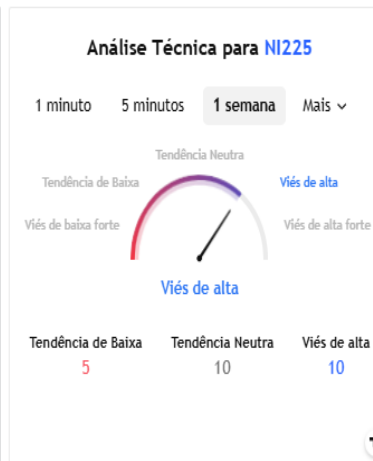 Análise Técnica para NI225
1 minuto 5 minutos 1 semana Mais
Tendência Neutra
Tendência de Baixa Viés de alta
Viés de baixa forte Viés de alta forte
Viés de alta
Tendência de Baixa Tendência Neutra Viés de alta
5 10 10